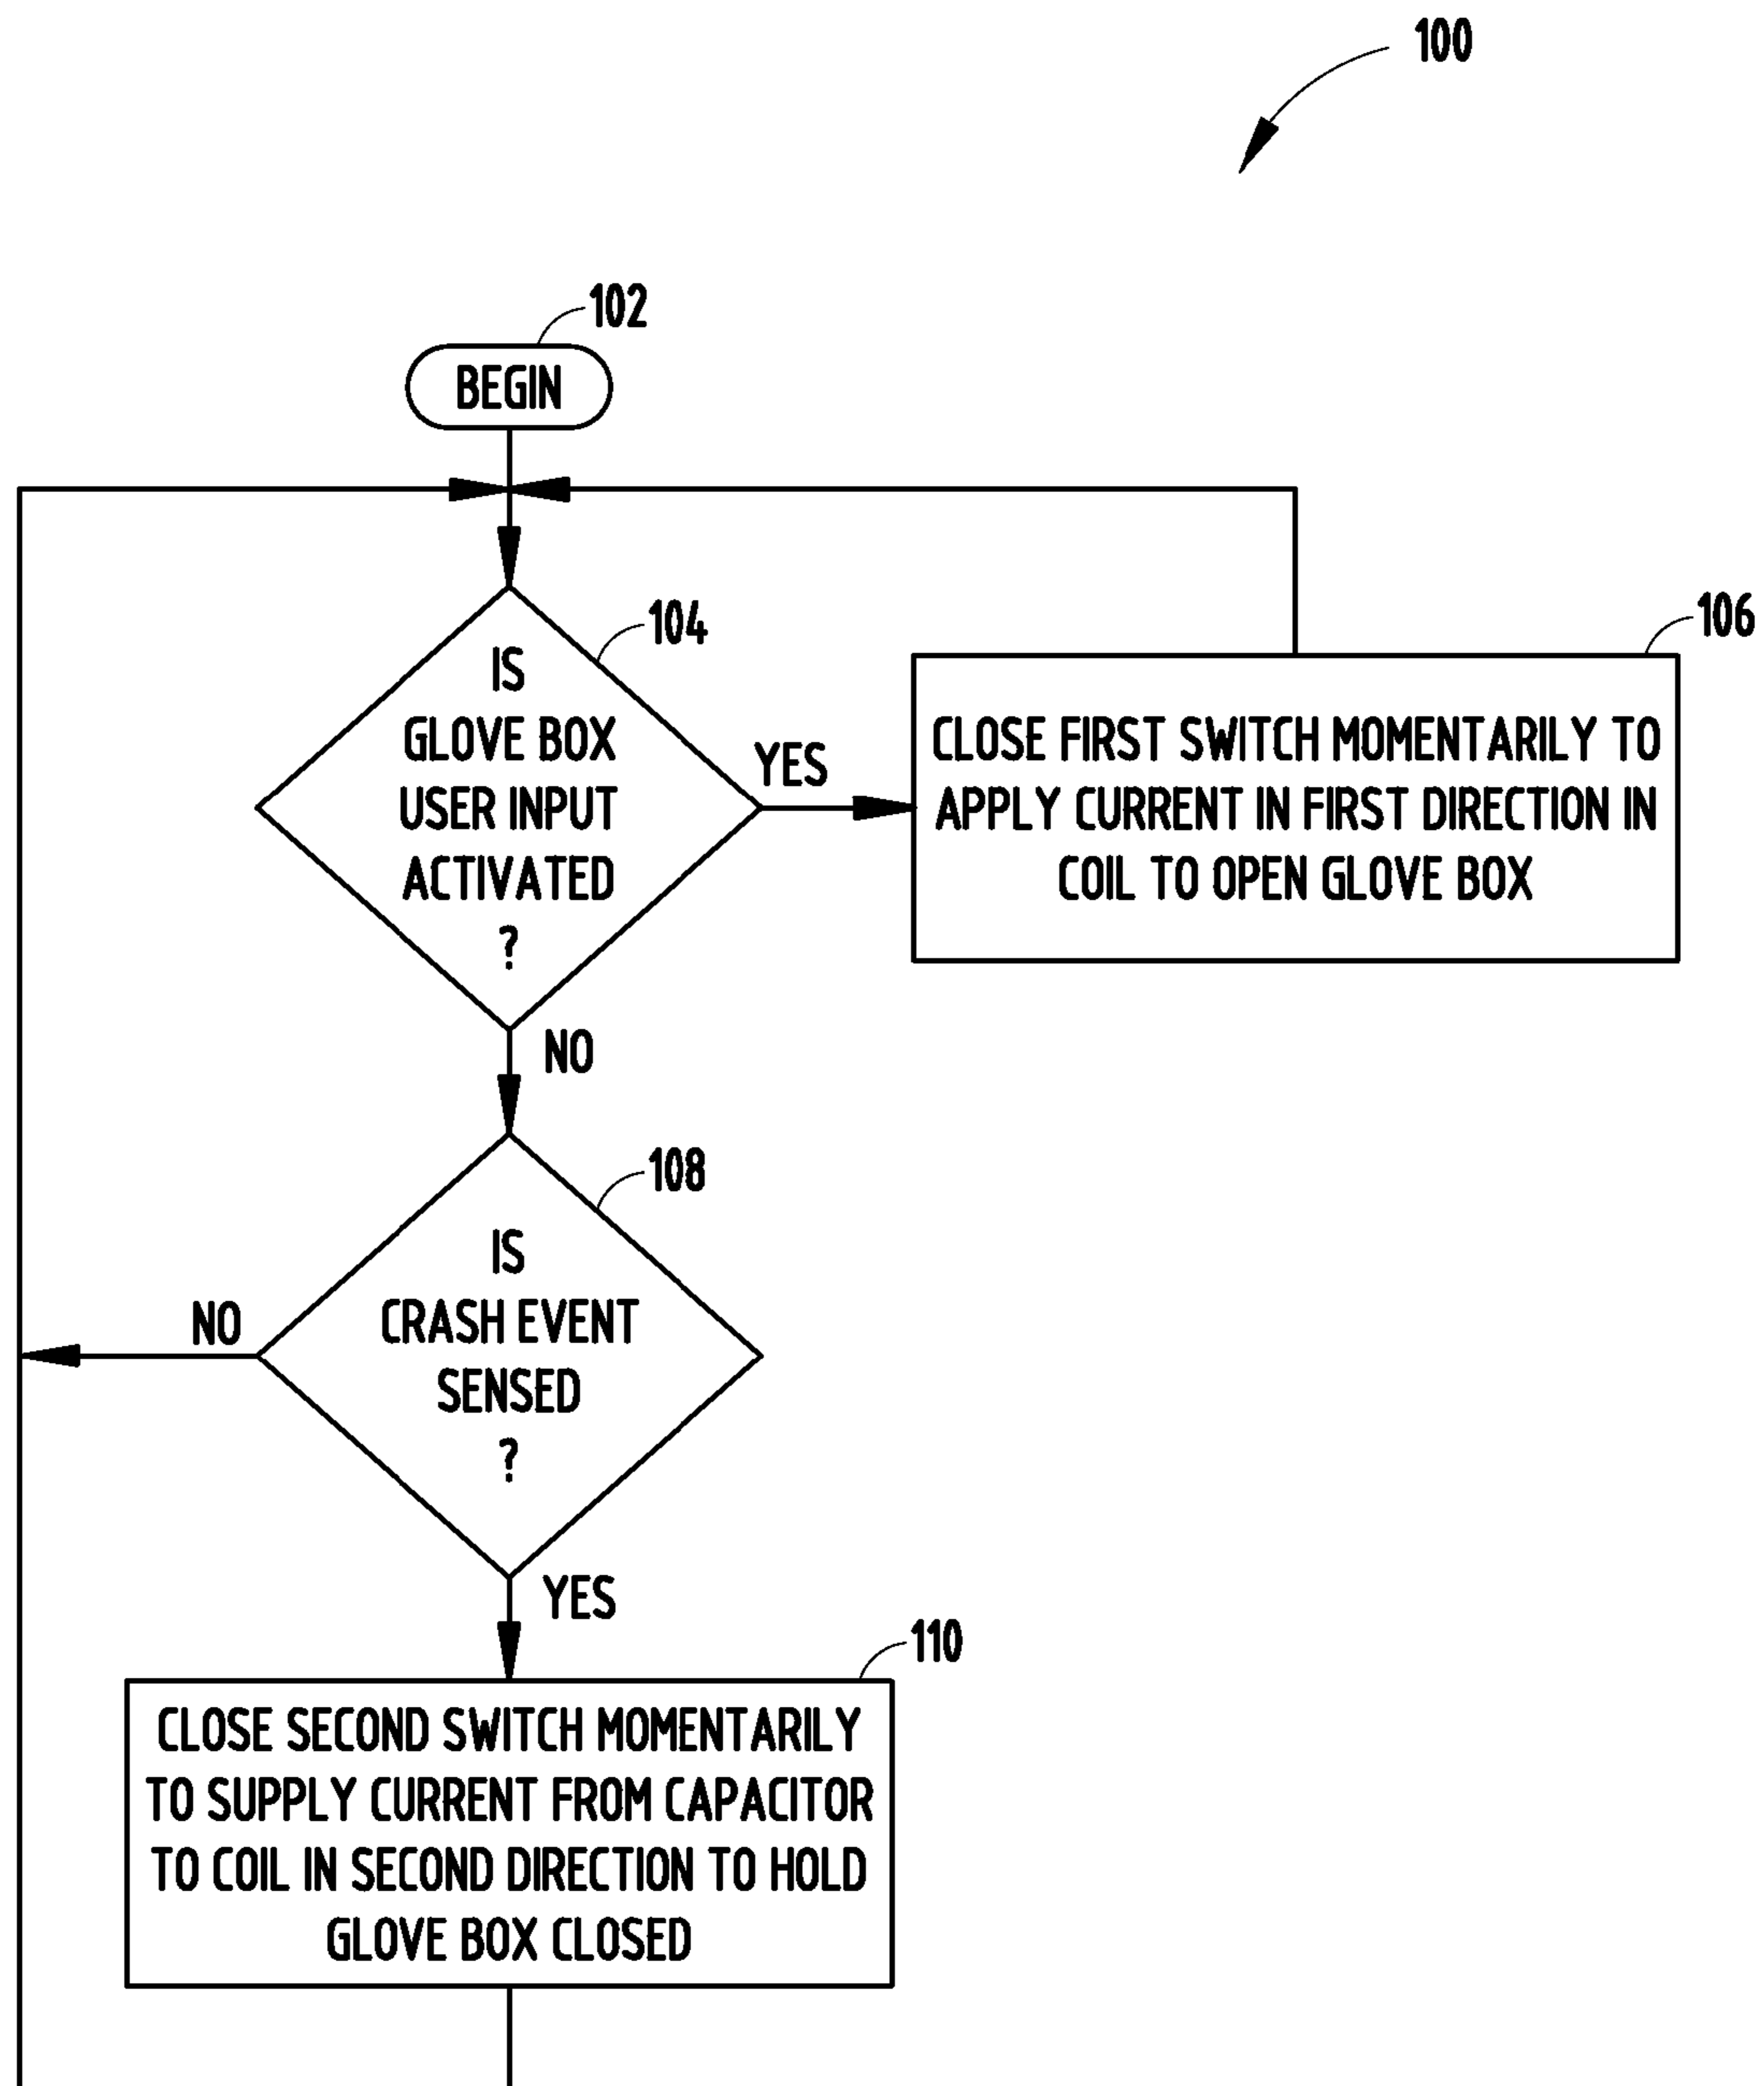 100
102
BEGIN
104
IS
GLOVE BOX
USER INPUT
ACTIVATED
?
YES
106
CLOSE FIRST SWITCH MOMENTARILY TO
APPLY CURRENT IN FIRST DIRECTION IN
COIL TO OPEN GLOVE BOX
NO
108
IS
CRASH EVENT
SENSED
?
NO
YES
110
CLOSE SECOND SWITCH MOMENTARILY
TO SUPPLY CURRENT FROM CAPACITOR
TO COIL IN SECOND DIRECTION TO HOLD
GLOVE BOX CLOSED